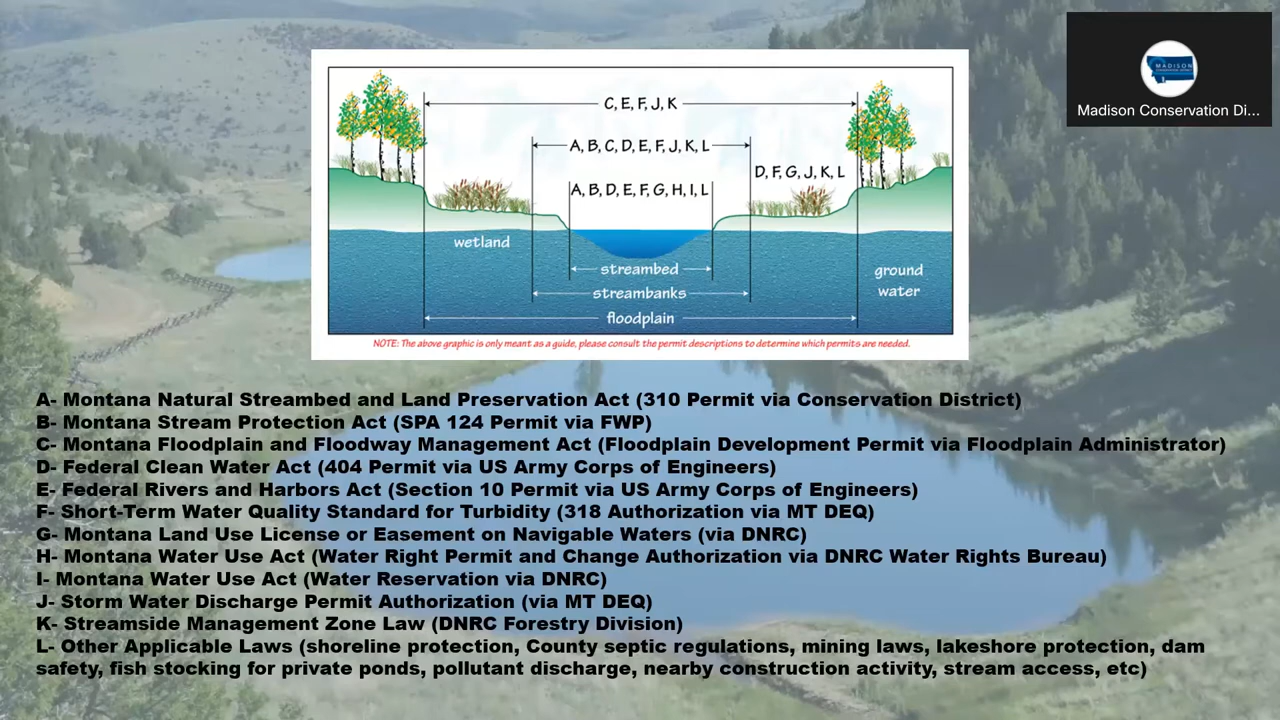 C, E, F, J, K
A, B, C, D, E, F, J, K, L
D, F, G, J, K, L
A, B, D, E, F, G, H, I, L
wetland
streambed
streambanks
floodplain
ground
water
NOTE: The above graphic is only meant as a guide, please consult the permit descriptions to determine which permits are needed.
MADISON
Madison Conservation Di...
A- Montana Natural Streambed and Land Preservation Act (310 Permit via Conservation District)
B- Montana Stream Protection Act (SPA 124 Permit via FWP)
C- Montana Floodplain and Floodway Management Act (Floodplain Development Permit via Floodplain Administrator)
D- Federal Clean Water Act (404 Permit via US Army Corps of Engineers)
E- Federal Rivers and Harbors Act (Section 10 Permit via US Army Corps of Engineers)
F- Short-Term Water Quality Standard for Turbidity (318 Authorization via MT DEQ)
G- Montana Land Use License or Easement on Navigable Waters (via DNRC)
H- Montana Water Use Act (Water Right Permit and Change Authorization via DNRC Water Rights Bureau)
I- Montana Water Use Act (Water Reservation via DNRC)
J- Storm Water Discharge Permit Authorization (via MT DEQ)
K- Streamside Management Zone Law (DNRC Forestry Division)
L- Other Applicable Laws (shoreline protection, County septic regulations, mining laws, lakeshore protection, dam
safety, fish stocking for private ponds, pollutant discharge, nearby construction activity, stream access, etc)